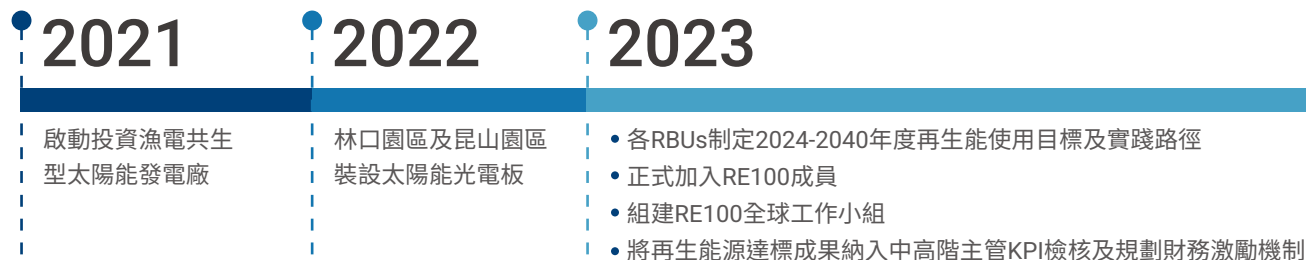 2021
2022
2023
啟動投資漁電共生
型太陽能發電廠
林口園區及昆山園區
裝設太陽能光電板
• 各RBUs制定2024-2040年度再生能使用目標及實踐路徑
• 正式加入RE100成員
• 組建RE100全球工作小組
• 將再生能源達標成果納入中高階主管KPI檢核及規劃財務激勵機制